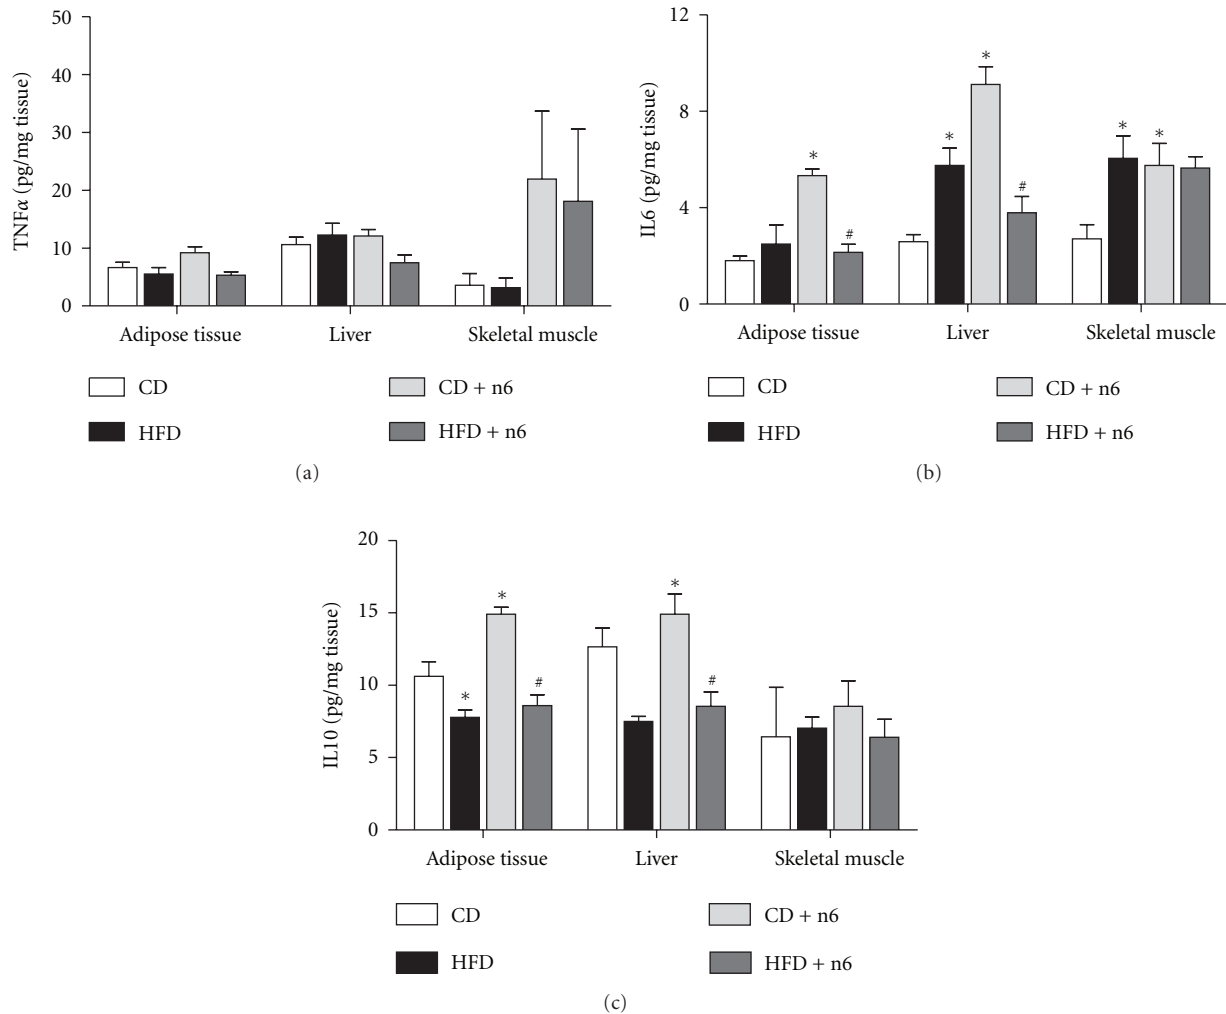 50
40
30
20
10
0
TNFα (pg/mg tissue)
Adipose tissue Liver Skeletal muscle
CD CD + n6
HFD HFD + n6
(a)
12
8
4
0
IL6 (pg/mg tissue)
*
#
*
*
#
*
*
Adipose tissue Liver Skeletal muscle
CD CD + n6
HFD HFD + n6
(b)
20
15
10
5
0
IL10 (pg/mg tissue)
*
*
#
*
#
Adipose tissue Liver Skeletal muscle
CD CD + n6
HFD HFD + n6
(c)